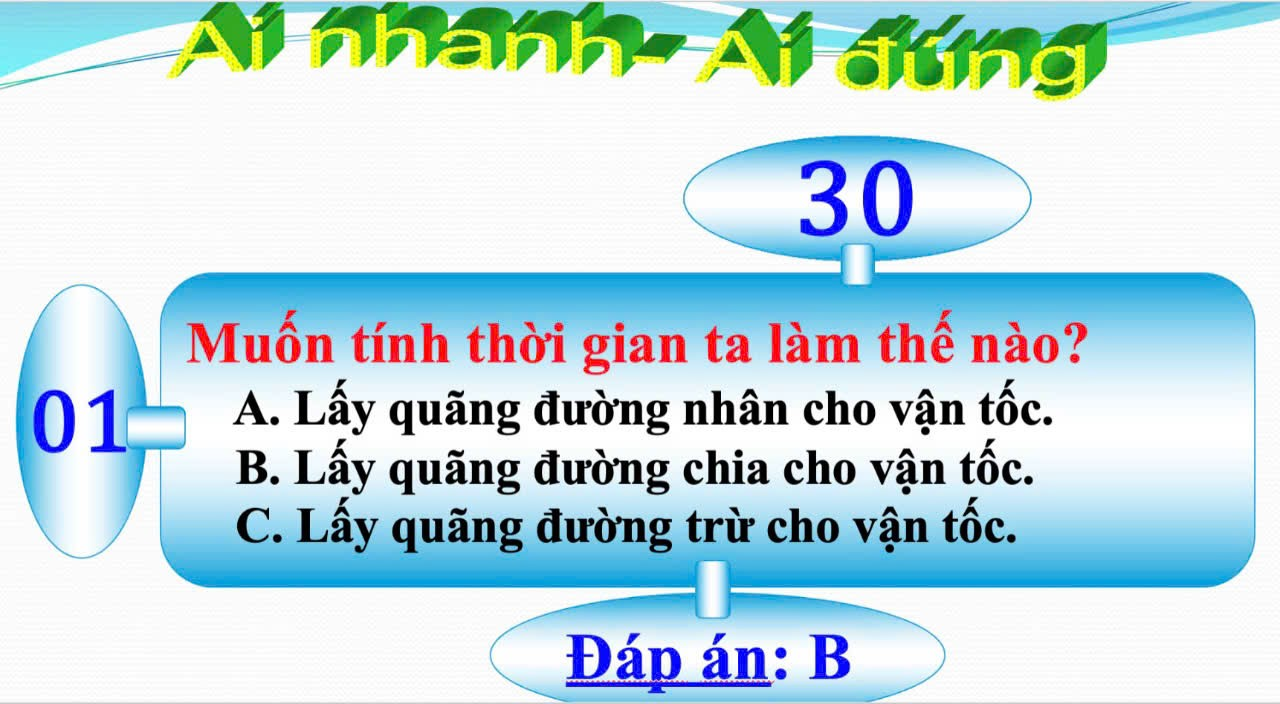 Ai nhanh- Ai đúng
30
01
Muốn tính thời gian ta làm thế nào?
A. Lấy quãng đường nhân cho vận tốc.
B. Lấy quãng đường chia cho vận tốc.
C. Lấy quãng đường trừ cho vận tốc.
Đáp án: B